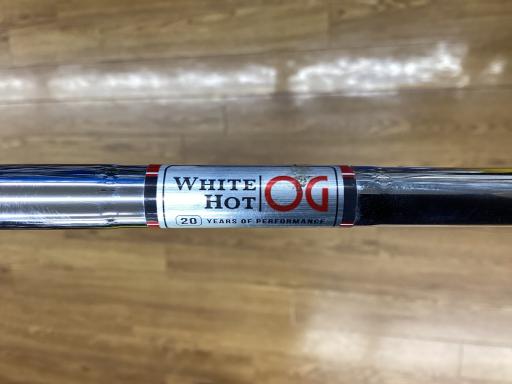 WHITE HOT OG
20 YEARS OF PERFORMANCE